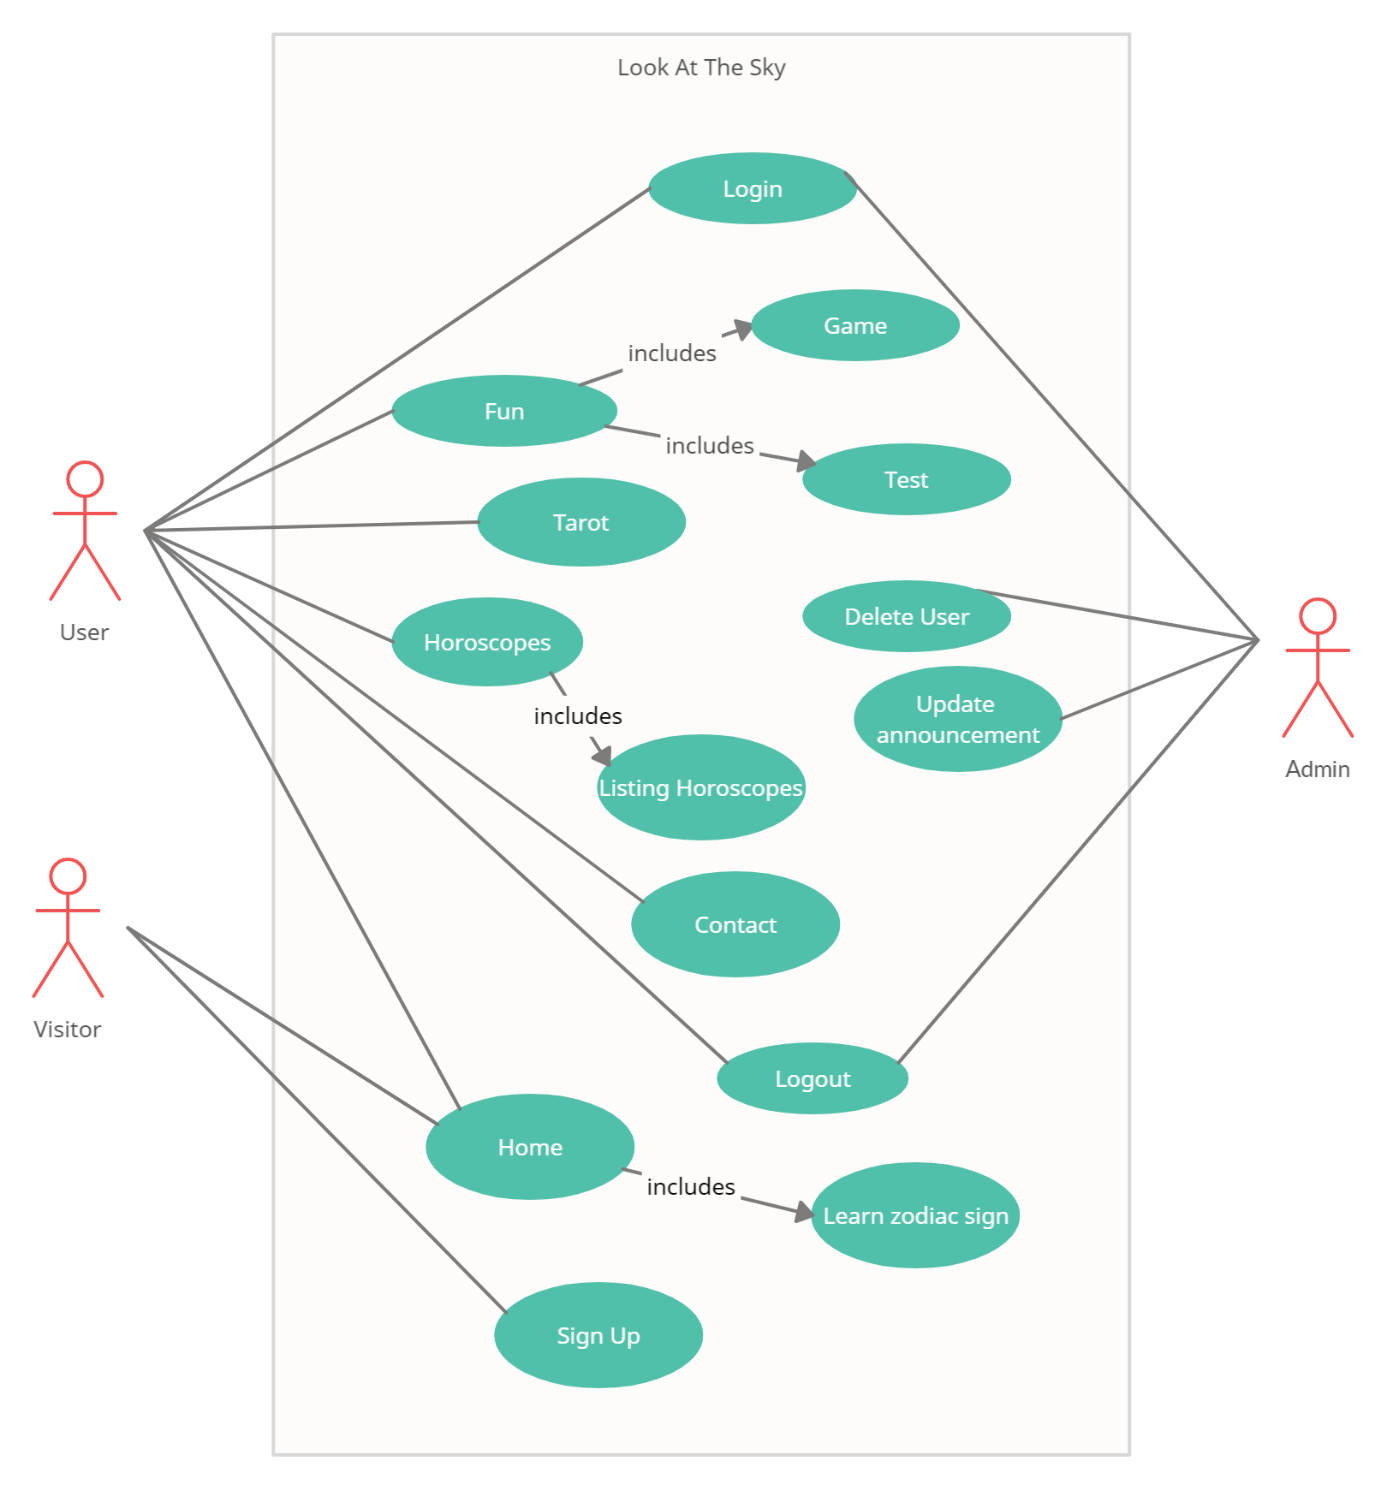 Look At The Sky
Login
Game
includes
Fun
includes
Test
Tarot
User
Horoscopes
Delete User
includes
Update
announcement
Admin
Listing Horoscopes
Contact
Visitor
Logout
Home
includes
Learn zodiac sign
Sign Up